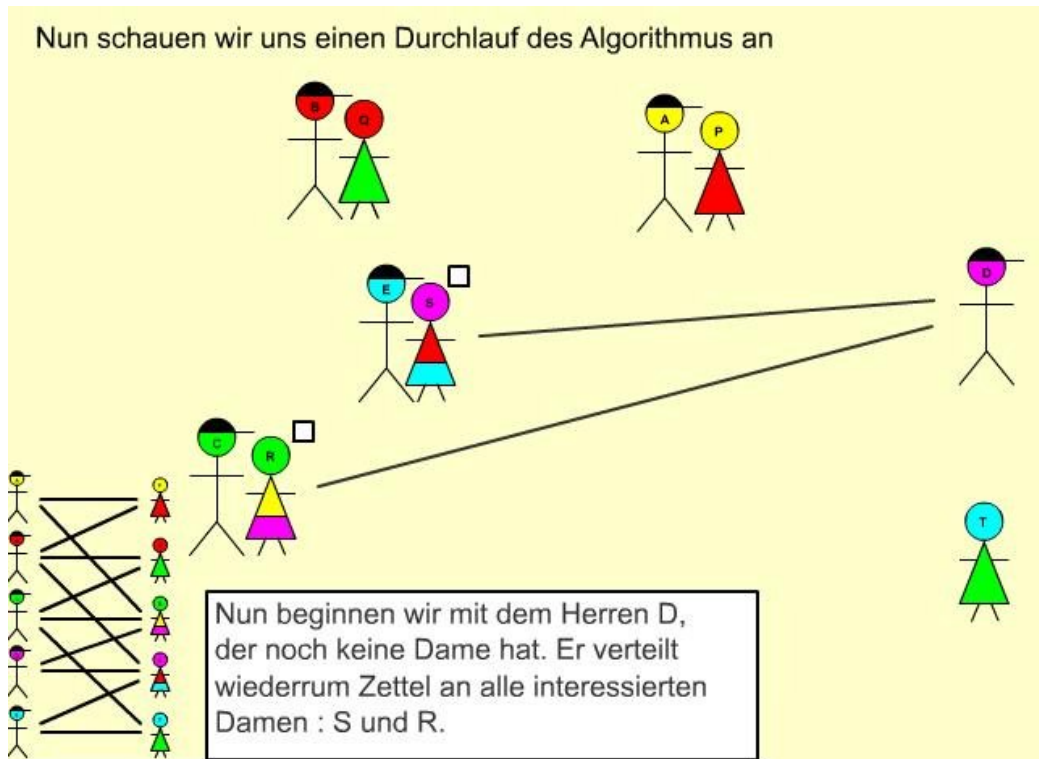 Nun schauen wir uns einen Durchlauf des Algorithmus an
B
Q
A
P
E
S
D
C
R
T
Nun beginnen wir mit dem Herren D,
der noch keine Dame hat. Er verteilt
wiederrum Zettel an alle interessierten
Damen : S und R.